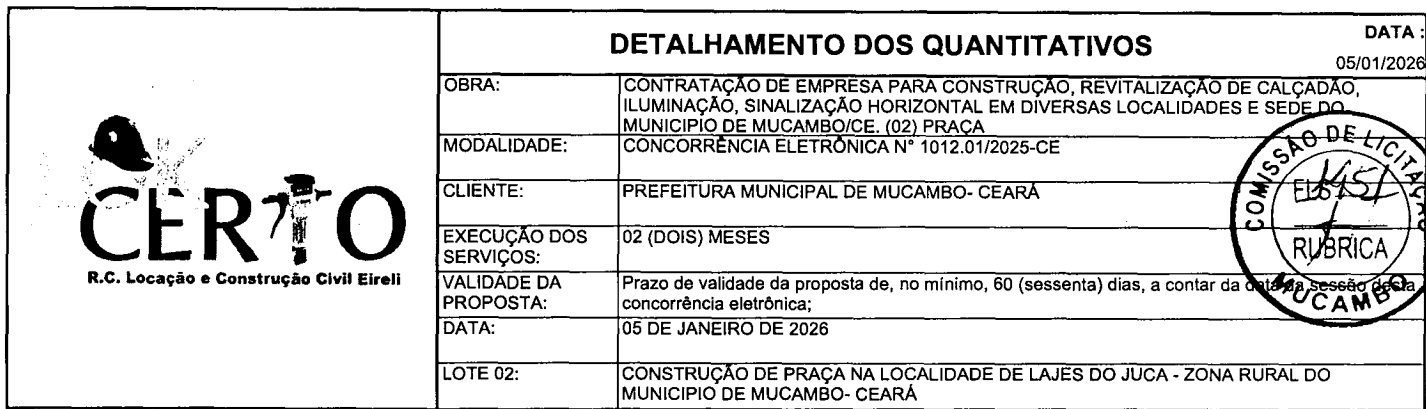 CERTO
R.C. Locação e Construção Civil Eireli
DETALHAMENTO DOS QUANTITATIVOS
DATA :
05/01/2026
OBRA:
CONTRATAÇÃO DE EMPRESA PARA CONSTRUÇÃO, REVITALIZAÇÃO DE CALÇADÃO,
ILUMINAÇÃO, SINALIZAÇÃO HORIZONTAL EM DIVERSAS LOCALIDADES E SEDE DO
MUNICIPIO DE MUCAMBO/CE. (02) PRAÇA
MODALIDADE:
CONCORRÊNCIA ELETRÔNICA N° 1012.01/2025-CE
CLIENTE:
PREFEITURA MUNICIPAL DE MUCAMBO- CEARÁ
EXECUÇÃO DOS
SERVIÇOS:
02 (DOIS) MESES
VALIDADE DA
PROPOSTA:
Prazo de validade da proposta de, no mínimo, 60 (sessenta) dias, a contar da data da sessão desta
concorrência eletrônica;
DATA:
05 DE JANEIRO DE 2026
LOTE 02:
CONSTRUÇÃO DE PRAÇA NA LOCALIDADE DE LAJES DO JUCA - ZONA RURAL DO
MUNICIPIO DE MUCAMBO- CEARÁ
COMISSÃO DE LICITAÇÃO
RUBRICA
MUCAMBO